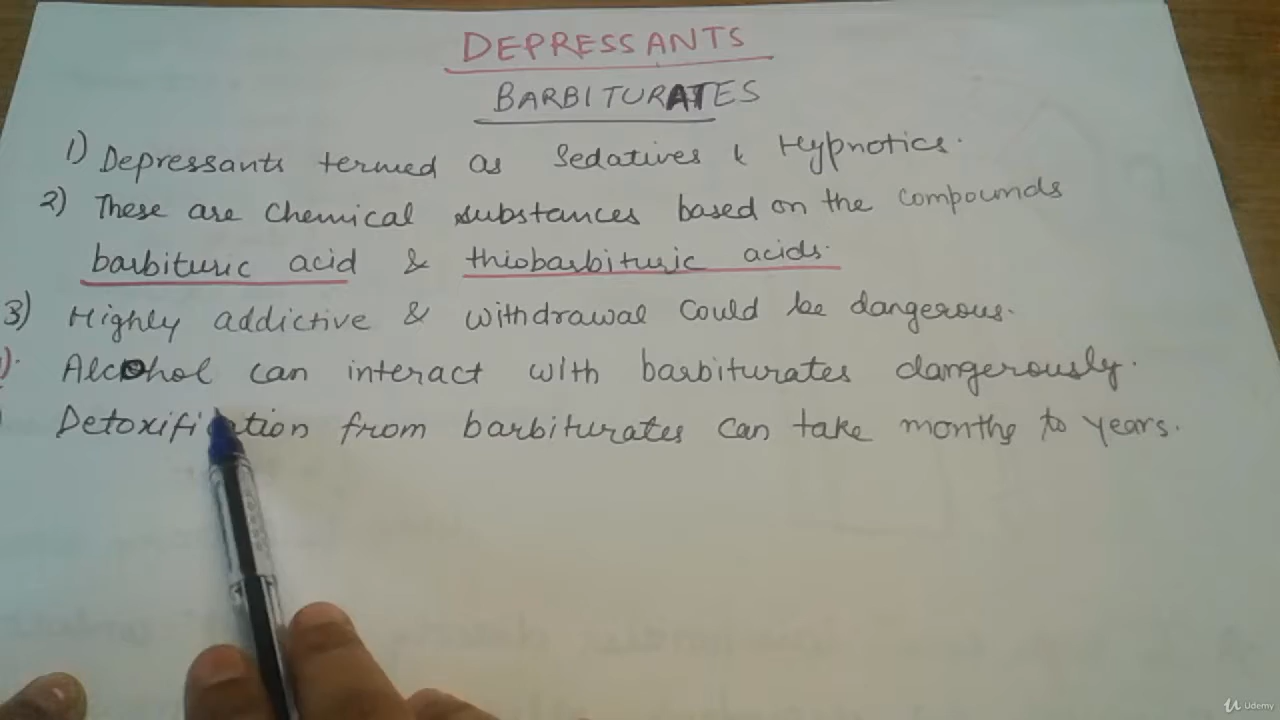 DEPRESSANTS
BARBITURATES
1) Depressants termed as Sedatives & Hypnotics.
2) These are chemical substances based on the compounds
barbituric acid & thiobarbituric acids.
3) Highly addictive & withdrawal could be dangerous.
Alcohol can interact with barbiturates dangerously.
Detoxification from barbiturates can take months to years.
Udemy